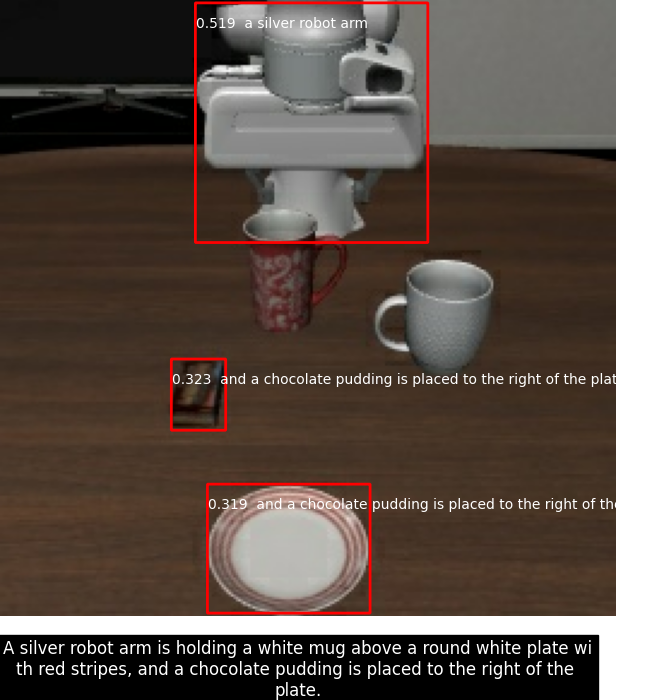 0.519 a silver robot arm
0.323 and a chocolate pudding is placed to the right of the plat
0.319 and a chocolate pudding is placed to the right of the
A silver robot arm is holding a white mug above a round white plate wi
th red stripes, and a chocolate pudding is placed to the right of the
plate.